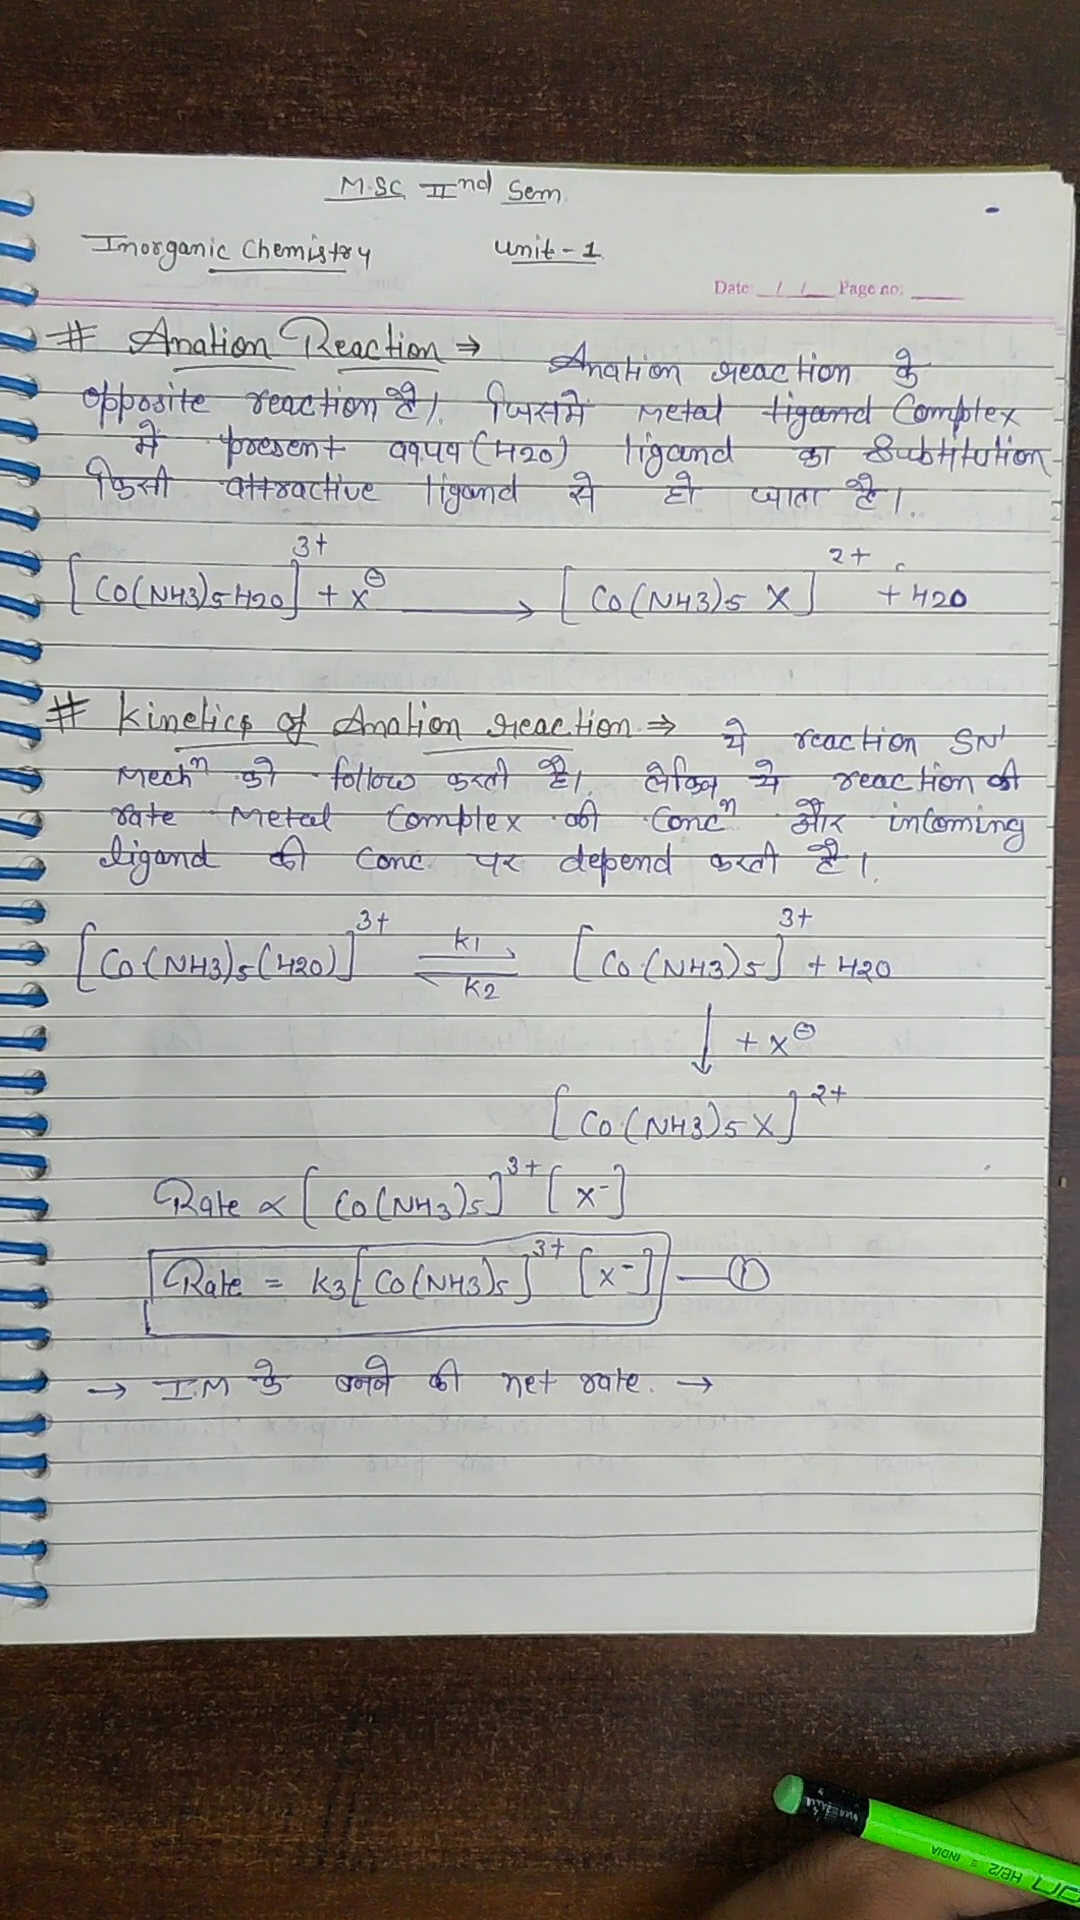 M.SC IInd Sem
Inorganic Chemistry Unit-1
Date / / Page no:
# Anation Reaction ⇒ Anation reaction के
opposite reaction है। जिसमे metal ligand Complex
मे present aqua (H2O) ligand का Substitution
किसी attractive ligand से हो जाता है।
[Co(NH3)5H2O]3+ + x⊖ ⟶ [Co(NH3)5 X]2+ + H2O
# Kinetics of Anation reaction ⇒ ये reaction SN1
Mechn को follow करती है। लेकिन ये reaction की
rate Metal Complex की Concn और incoming
ligand की Conc. पर depend करती है।
[Co(NH3)5(H2O)]3+ ⇌ k1 k2 [Co(NH3)5]3+ + H2O
↓ + x⊖
[Co(NH3)5X]2+
Rate ∝ [Co(NH3)5]3+ [x-]
Rate = k3[Co(NH3)5]3+ [x-] — ①
→ I.M के बनने की net rate. →
INDIA HB/2